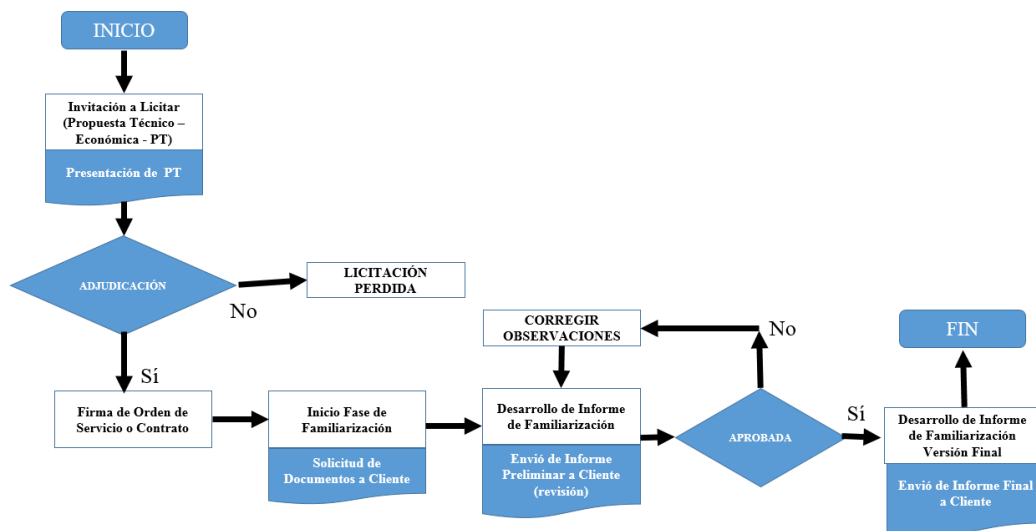 INICIO
Invitación a Licitar
(Propuesta Técnico –
Económica - PT)
Presentación de PT
ADJUDICACIÓN
No
LICITACIÓN
PERDIDA
Sí
Firma de Orden de
Servicio o Contrato
Inicio Fase de
Familiarización
Solicitud de
Documentos a Cliente
CORREGIR
OBSERVACIONES
Desarrollo de Informe
de Familiarización
Envió de Informe
Preliminar a Cliente
(revisión)
APROBADA
No
Sí
Desarrollo de Informe
de Familiarización
Versión Final
Envió de Informe Final
a Cliente
FIN